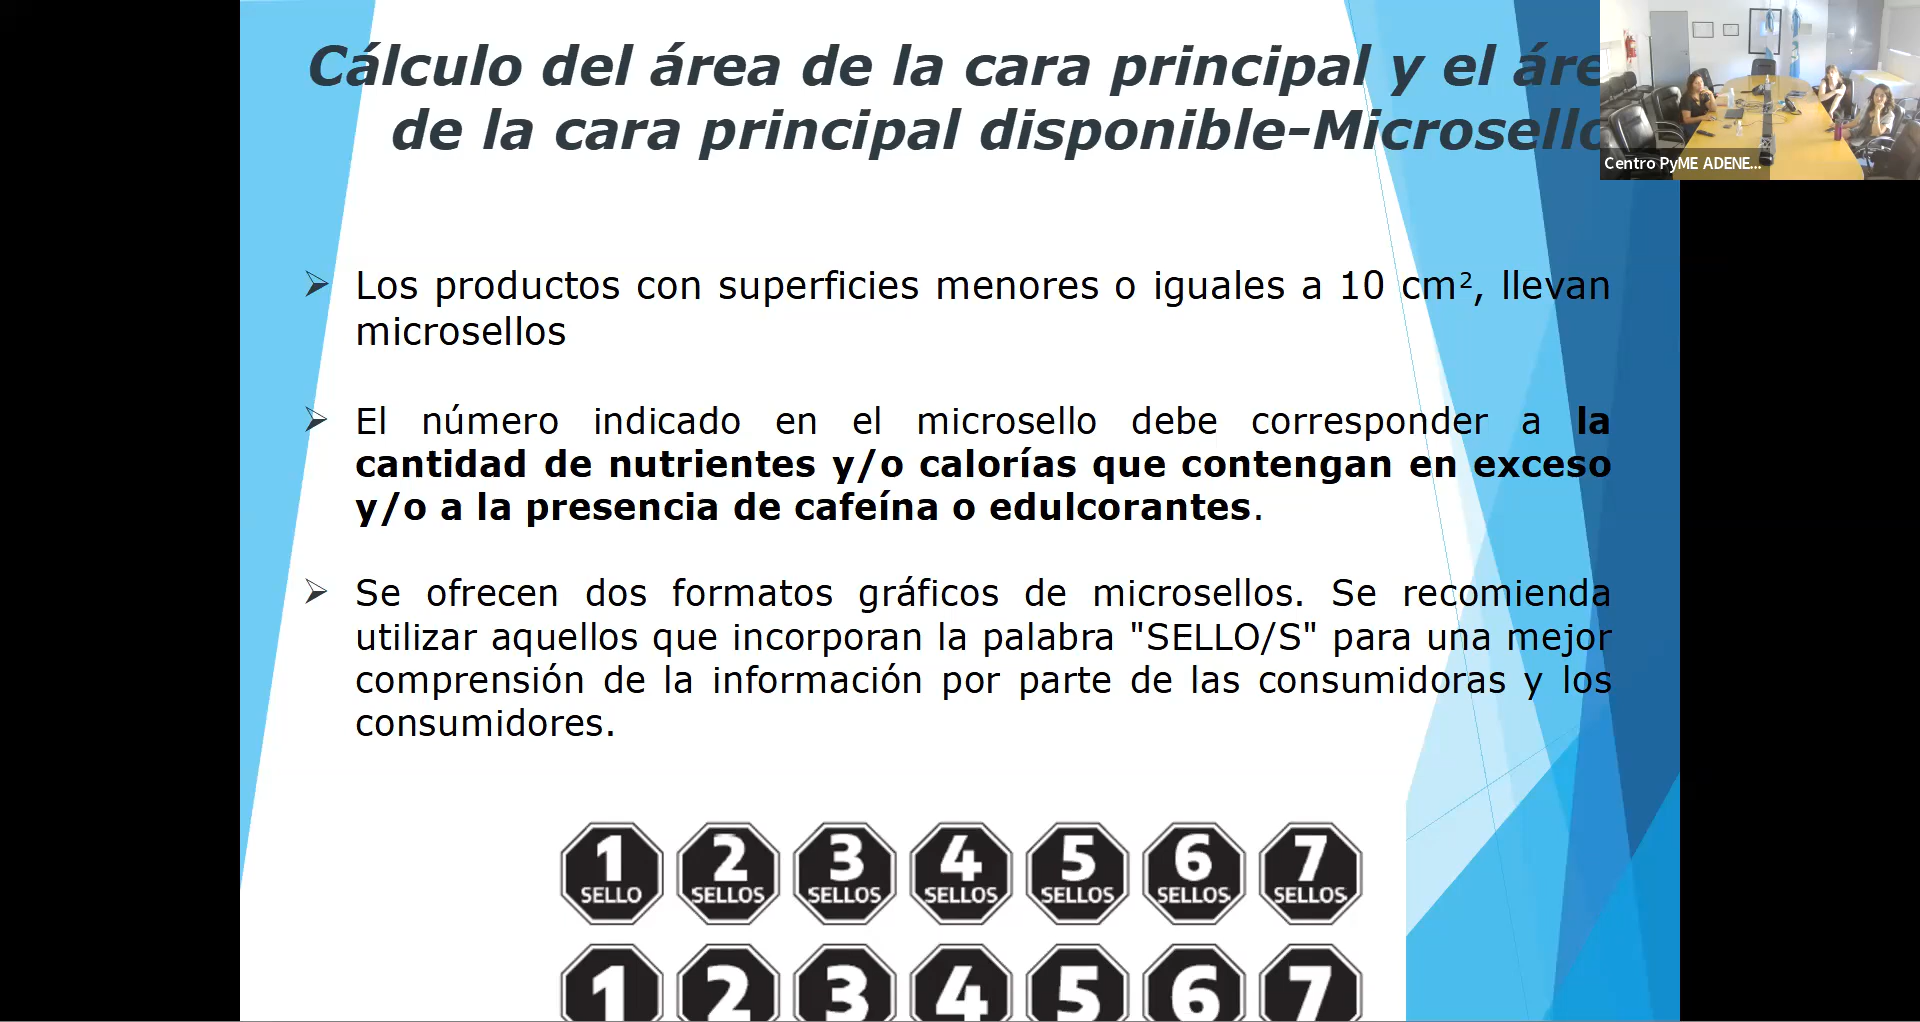 Cálculo del área de la cara principal y el áre
de la cara principal disponible-Microsello
Centro PyME ADENE...
Los productos con superficies menores o iguales a 10 cm², llevan
microsellos
El número indicado en el microsello debe corresponder a la
cantidad de nutrientes y/o calorías que contengan en exceso
y/o a la presencia de cafeína o edulcorantes.
Se ofrecen dos formatos gráficos de microsellos. Se recomienda
utilizar aquellos que incorporan la palabra "SELLO/S" para una mejor
comprensión de la información por parte de las consumidoras y los
consumidores.
1 2 3 4 5 6 7
SELLO SELLOS SELLOS SELLOS SELLOS SELLOS SELLOS
1 2 3 4 5 6 7